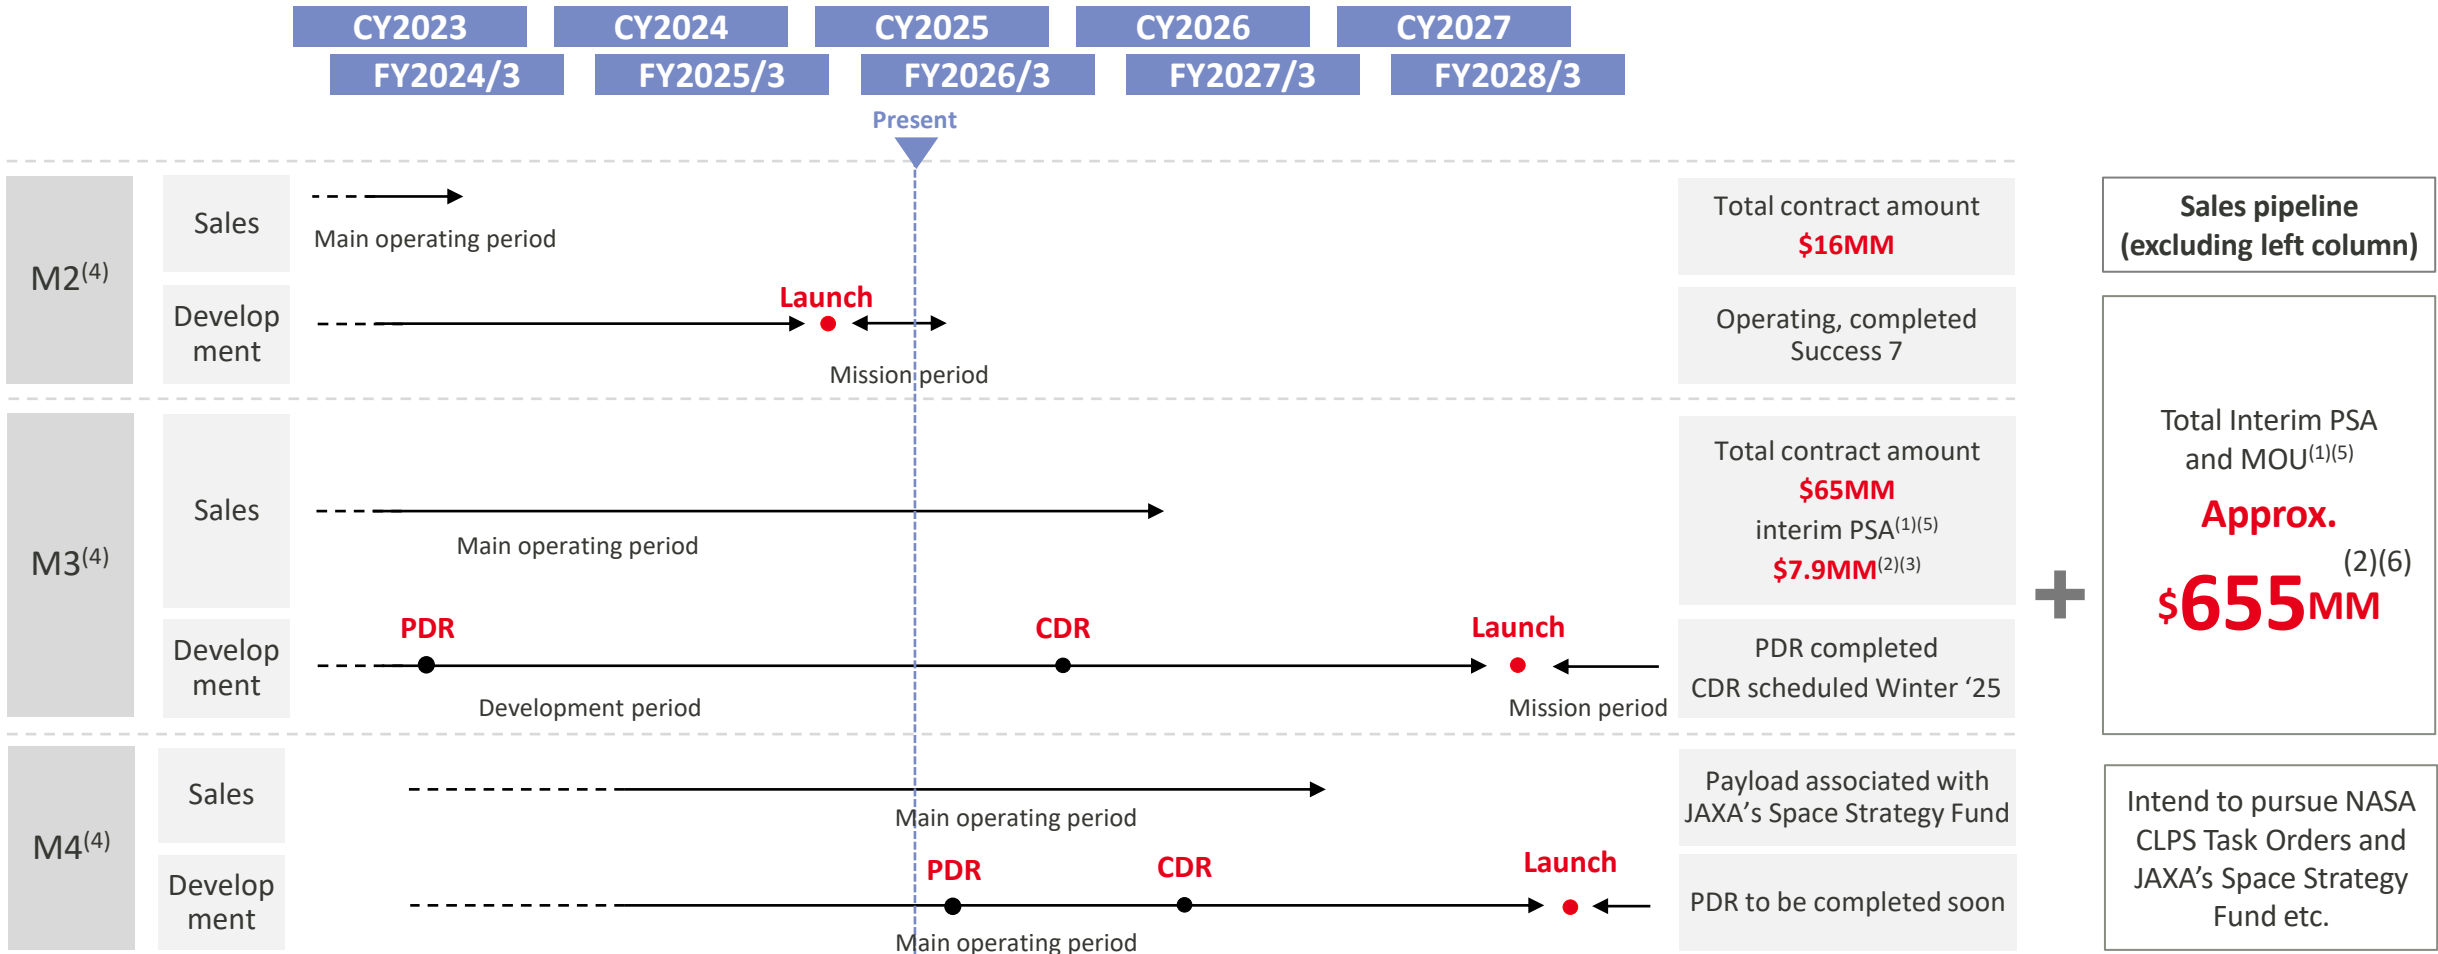 CY2023 CY2024 CY2025 CY2026 CY2027
FY2024/3 FY2025/3 FY2026/3 FY2027/3 FY2028/3
Present
M2(4)
Sales
Main operating period
Total contract amount
$16MM
Develop
ment
Launch
Mission period
Operating, completed
Success 7
M3(4)
Sales
Main operating period
Total contract amount
$65MM
interim PSA(1)(5)
$7.9MM(2)(3)
Develop
ment
PDR
CDR
Launch
Development period
Mission period
PDR completed
CDR scheduled Winter ‘25
M4(4)
Sales
Main operating period
Payload associated with
JAXA’s Space Strategy Fund
Develop
ment
PDR
CDR
Launch
Main operating period
PDR to be completed soon
+
Sales pipeline
(excluding left column)
Total Interim PSA
and MOU(1)(5)
Approx.
(2)(6)
$655MM
Intend to pursue NASA
CLPS Task Orders and
JAXA’s Space Strategy
Fund etc.